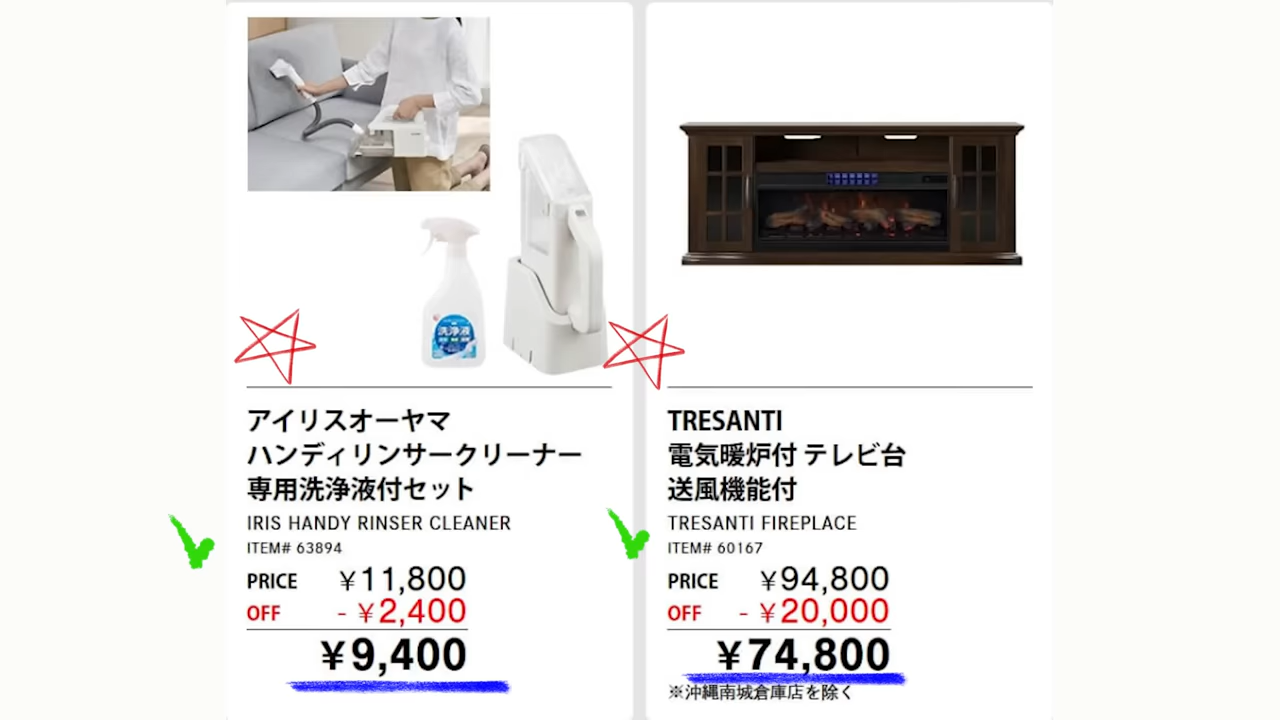 洗浄液
アイリスオーヤマ
ハンディリンサークリーナー
専用洗浄液付セット
IRIS HANDY RINSER CLEANER
ITEM# 63894
PRICE ¥11,800
OFF - ¥2,400
¥9,400
TRESANTI
電気暖炉付 テレビ台
送風機能付
TRESANTI FIREPLACE
ITEM# 60167
PRICE ¥94,800
OFF - ¥20,000
¥74,800
※沖縄南城倉庫店を除く